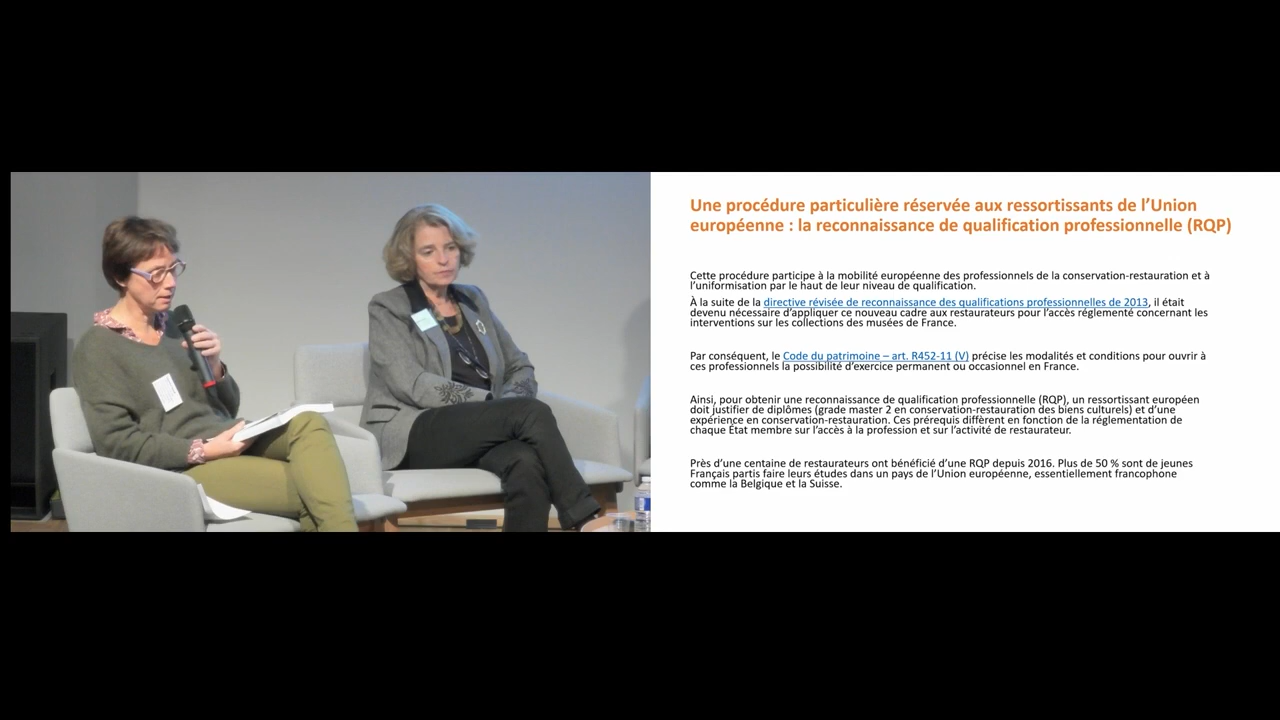 Une procédure particulière réservée aux ressortissants de l’Union
européenne : la reconnaissance de qualification professionnelle (RQP)
Cette procédure participe à la mobilité européenne des professionnels de la conservation-restauration et à
l’uniformisation par le haut de leur niveau de qualification.
À la suite de la directive révisée de reconnaissance des qualifications professionnelles de 2013, il était
devenu nécessaire d’appliquer ce nouveau cadre aux restaurateurs pour l’accès réglementé concernant les
interventions sur les collections des musées de France.
Par conséquent, le Code du patrimoine – art. R452-11 (V) précise les modalités et conditions pour ouvrir à
ces professionnels la possibilité d’exercice permanent ou occasionnel en France.
Ainsi, pour obtenir une reconnaissance de qualification professionnelle (RQP), un ressortissant européen
doit justifier de diplômes (grade master 2 en conservation-restauration des biens culturels) et d’une
expérience en conservation-restauration. Ces prérequis diffèrent en fonction de la réglementation de
chaque État membre sur l’accès à la profession et sur l’activité de restaurateur.
Près d’une centaine de restaurateurs ont bénéficié d’une RQP depuis 2016. Plus de 50 % sont de jeunes
Français partis faire leurs études dans un pays de l’Union européenne, essentiellement francophone
comme la Belgique et la Suisse.